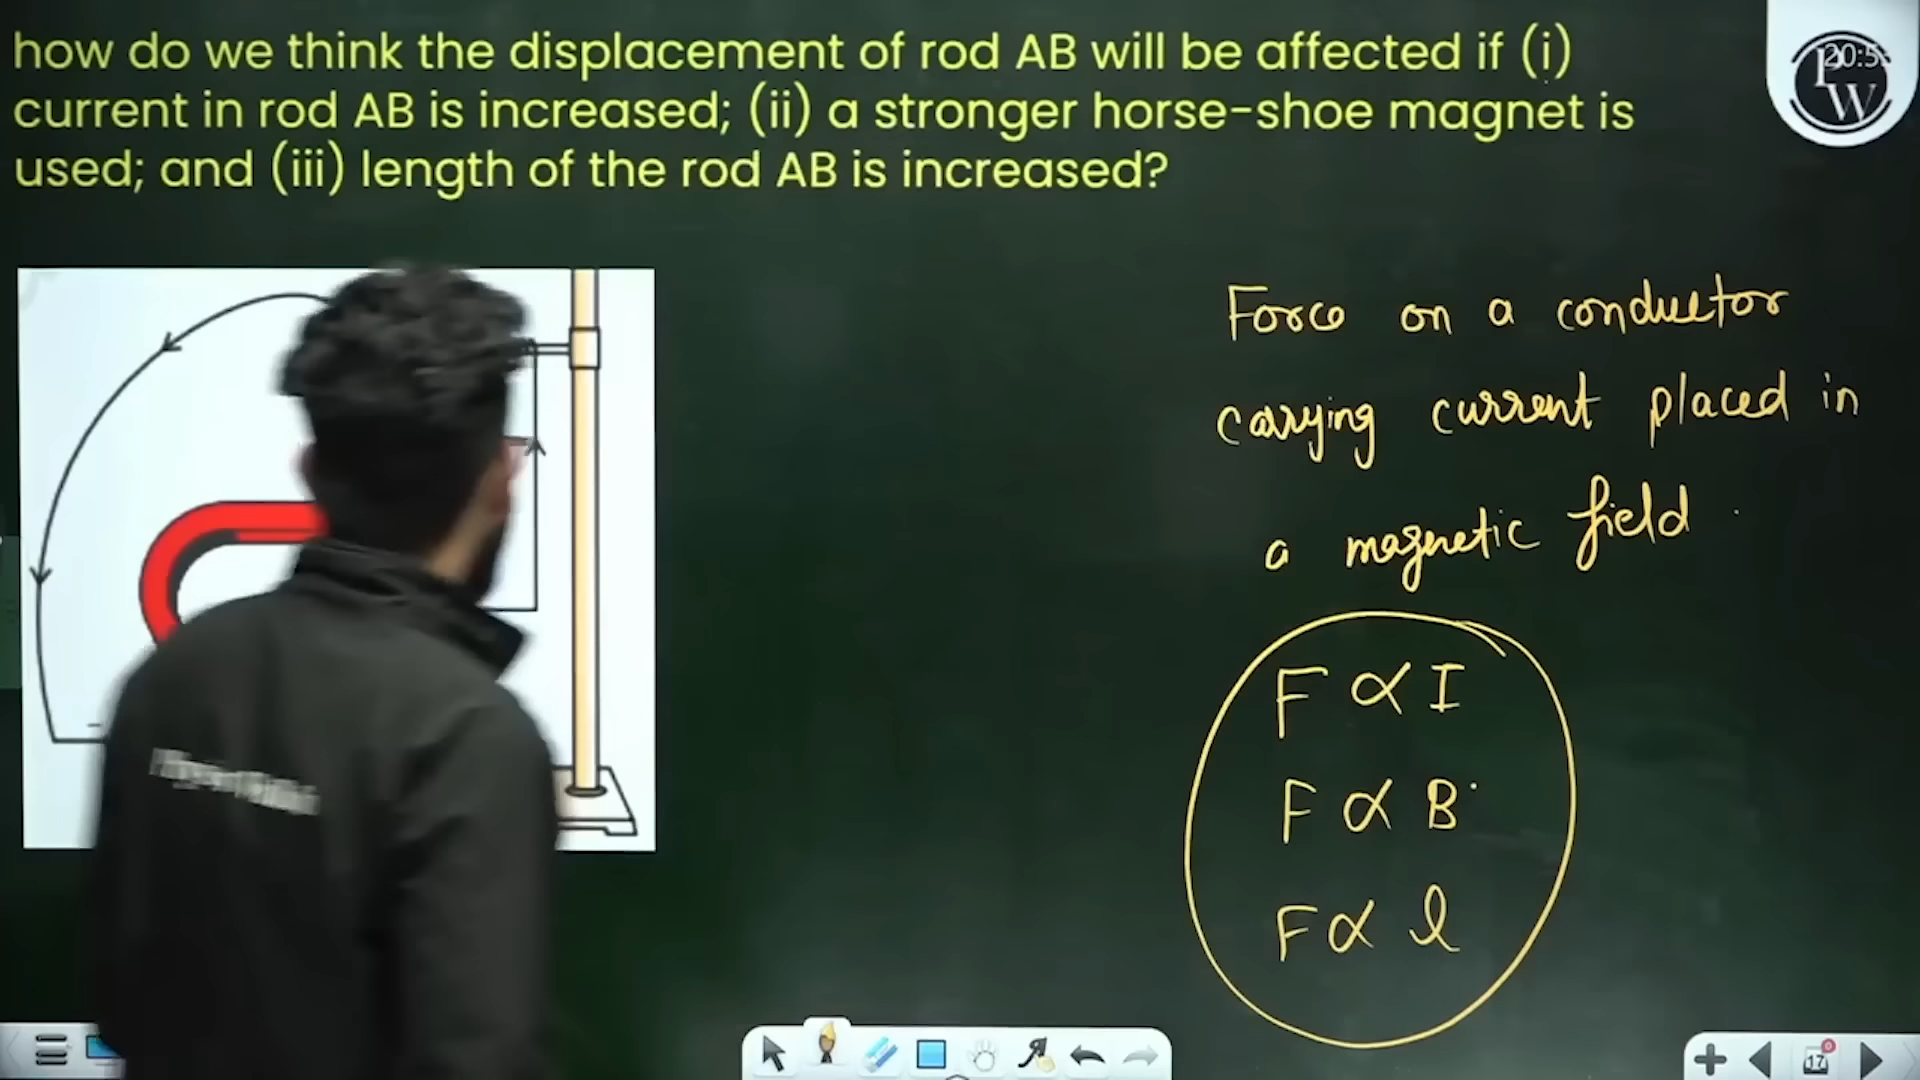 how do we think the displacement of rod AB will be affected if (i)
current in rod AB is increased; (ii) a stronger horse-shoe magnet is
used; and (iii) length of the rod AB is increased?
PW
Force on a conductor
carrying current placed in
a magnetic field.
F ∝ I
F ∝ B
F ∝ l
17